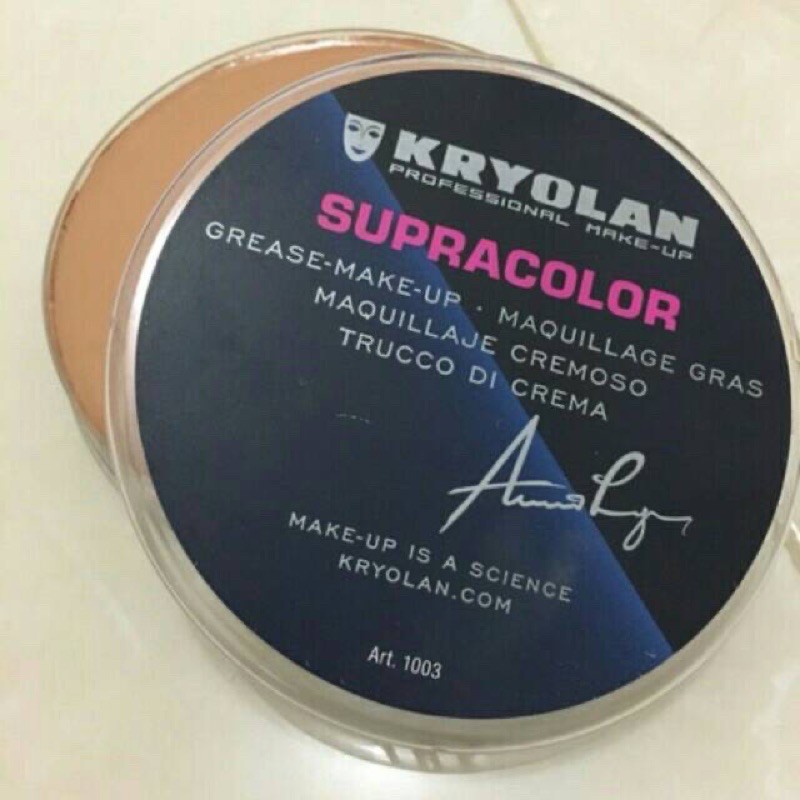 KRYOLAN
PROFESSIONAL MAKE-UP
SUPRACOLOR
GREASE-MAKE-UP · MAQUILLAGE GRAS
MAQUILLAJE CREMOSO
TRUCCO DI CREMA
MAKE-UP IS A SCIENCE
KRYOLAN.COM
Art. 1003